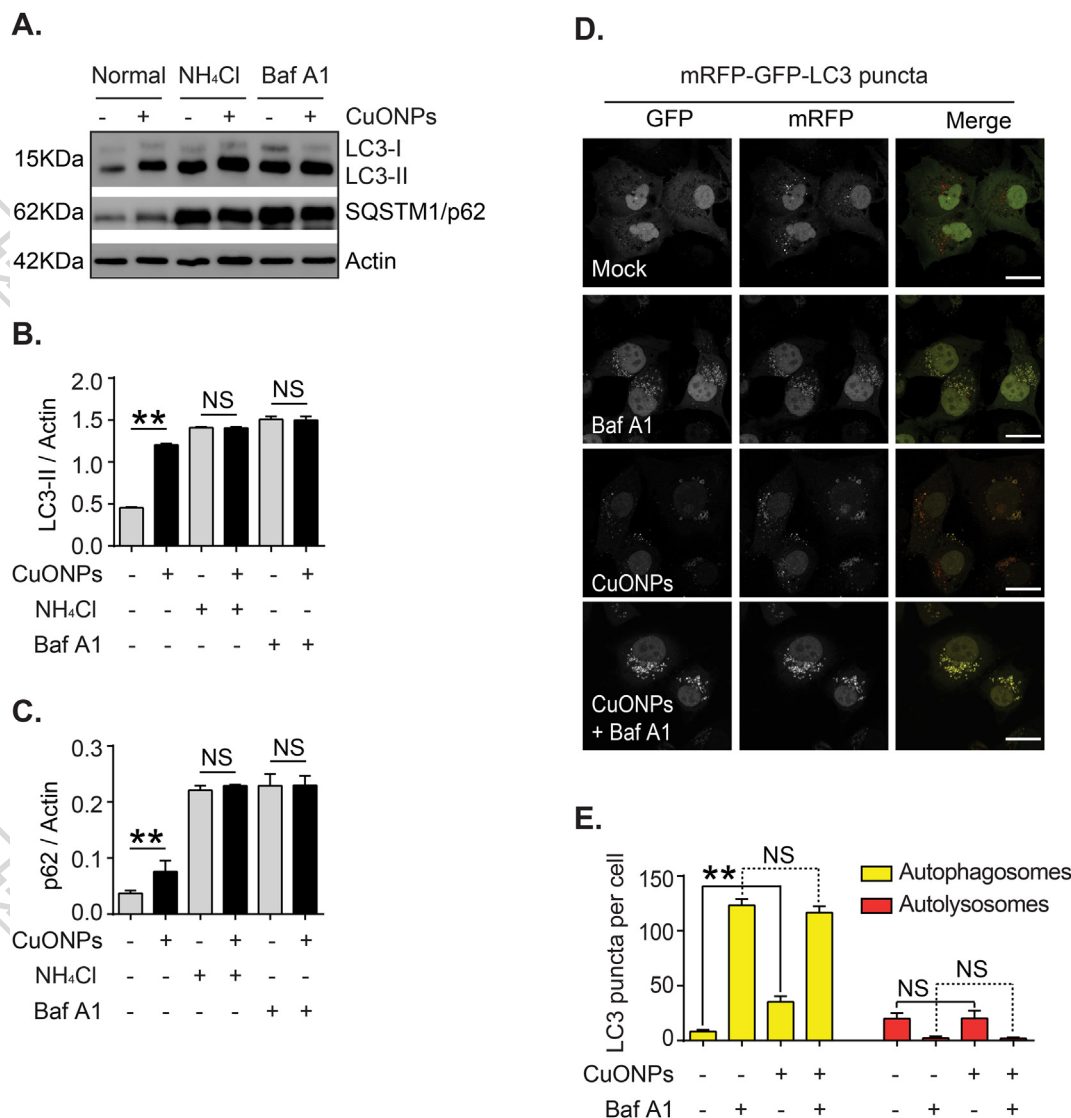 A.
Normal NH₄Cl Baf A1
- + - + - + CuONPs
15KDa LC3-I
LC3-II
62KDa SQSTM1/p62
42KDa Actin
B.
LC3-II / Actin
2.0
1.5
1.0
0.5
0.0
** NS NS
CuONPs - + - + - +
NH₄Cl - - + + - -
Baf A1 - - - - + +
C.
p62 / Actin
0.3
0.2
0.1
0.0
** NS NS
CuONPs - + - + - +
NH₄Cl - - + + - -
Baf A1 - - - - + +
D.
mRFP-GFP-LC3 puncta
GFP mRFP Merge
Mock
Baf A1
CuONPs
CuONPs
+ Baf A1
E.
LC3 puncta per cell
150
100
50
0
** NS
NS NS
Autophagosomes
Autolysosomes
CuONPs - - + + - - + +
Baf A1 - + - + - + - +